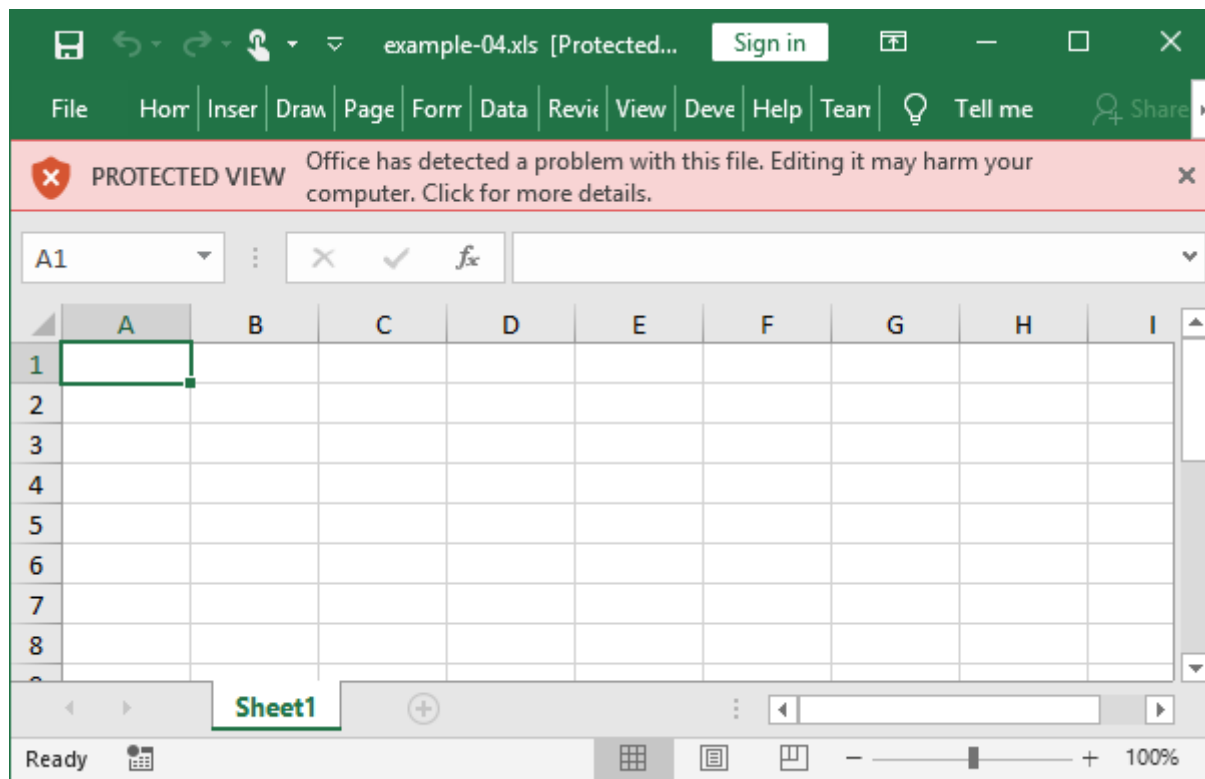 example-04.xls [Protected... Sign in
File Hom Inser Draw Page Form Data Revie View Deve Help Team Tell me Share
PROTECTED VIEW Office has detected a problem with this file. Editing it may harm your
computer. Click for more details.
A1 fx
A B C D E F G H I
1
2
3
4
5
6
7
8
Sheet1
Ready 100%